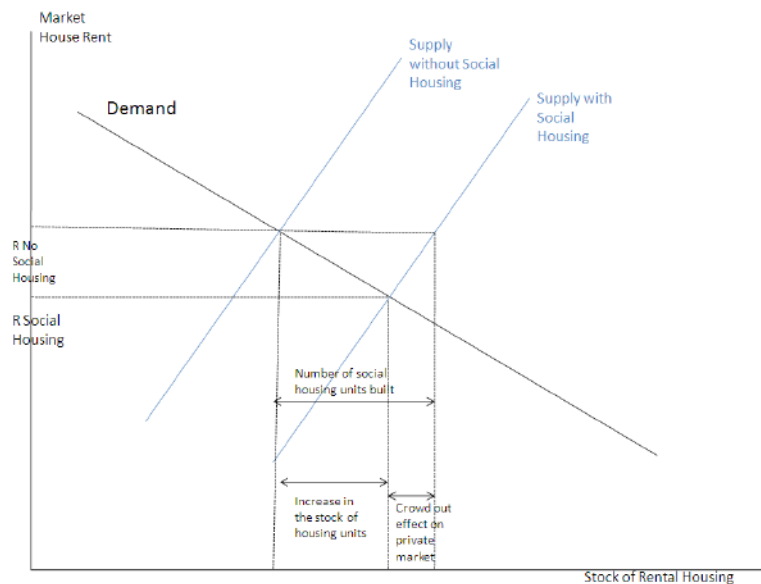 Market
House Rent
Supply
without Social
Housing
Supply with
Social
Housing
Demand
R No
Social
Housing
R Social
Housing
Number of social
housing units built
Increase in
the stock of
housing units
Crowd out
effect on
private
market
Stock of Rental Housing